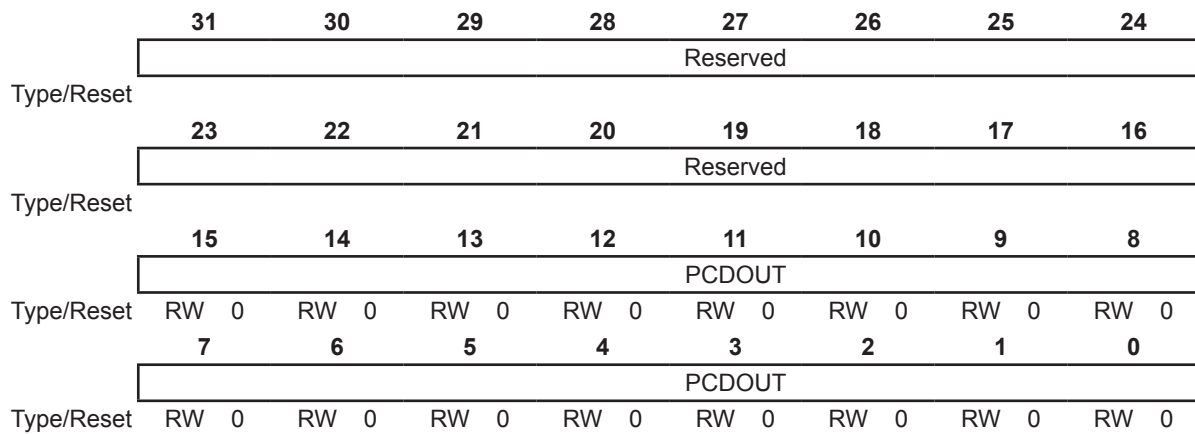 31 30 29 28 27 26 25 24
Reserved
Type/Reset
23 22 21 20 19 18 17 16
Reserved
Type/Reset
15 14 13 12 11 10 9 8
PCDOUT
Type/Reset RW 0 RW 0 RW 0 RW 0 RW 0 RW 0 RW 0 RW 0
7 6 5 4 3 2 1 0
PCDOUT
Type/Reset RW 0 RW 0 RW 0 RW 0 RW 0 RW 0 RW 0 RW 0